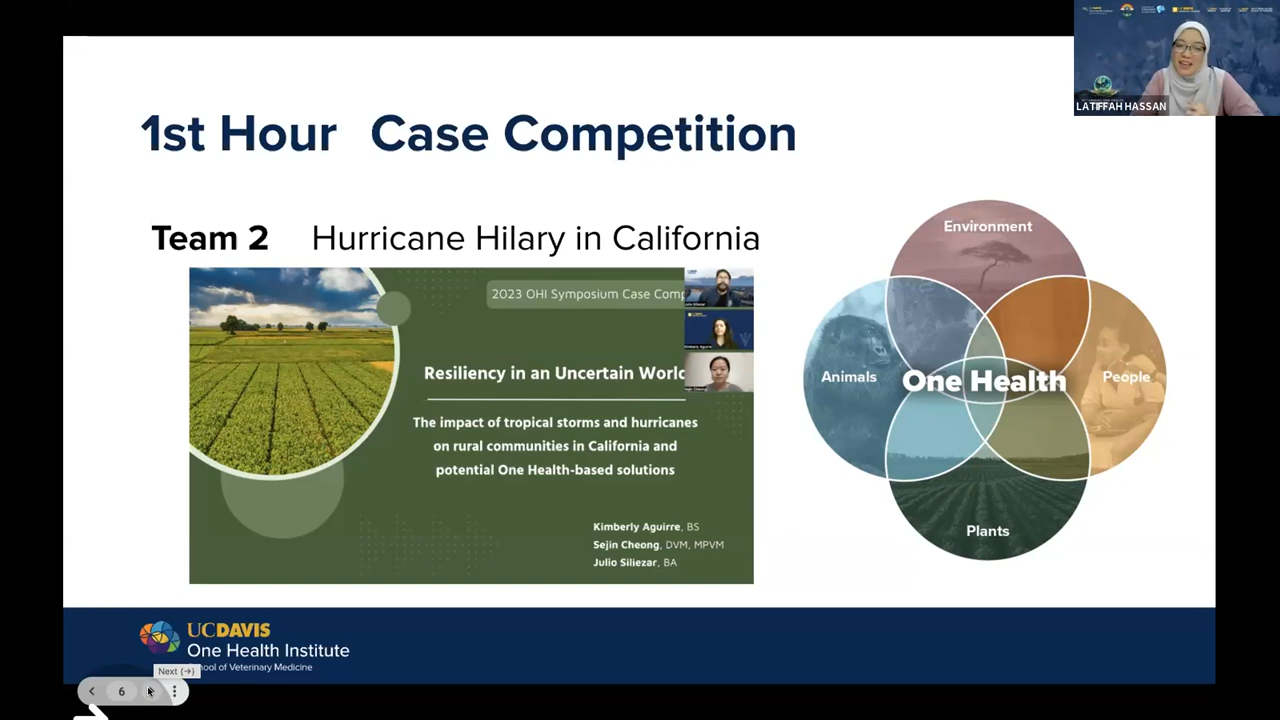 LATIFFAH HASSAN
1st Hour Case Competition
Team 2 Hurricane Hilary in California
2023 OHI Symposium Case Comp
Resiliency in an Uncertain World
The impact of tropical storms and hurricanes
on rural communities in California and
potential One Health-based solutions
Kimberly Aguirre, BS
Sejin Cheong, DVM, MPVM
Julio Siliezar, BA
Environment
Animals
One Health
People
Plants
UCDAVIS
One Health Institute
School of Veterinary Medicine
Next (→)
6